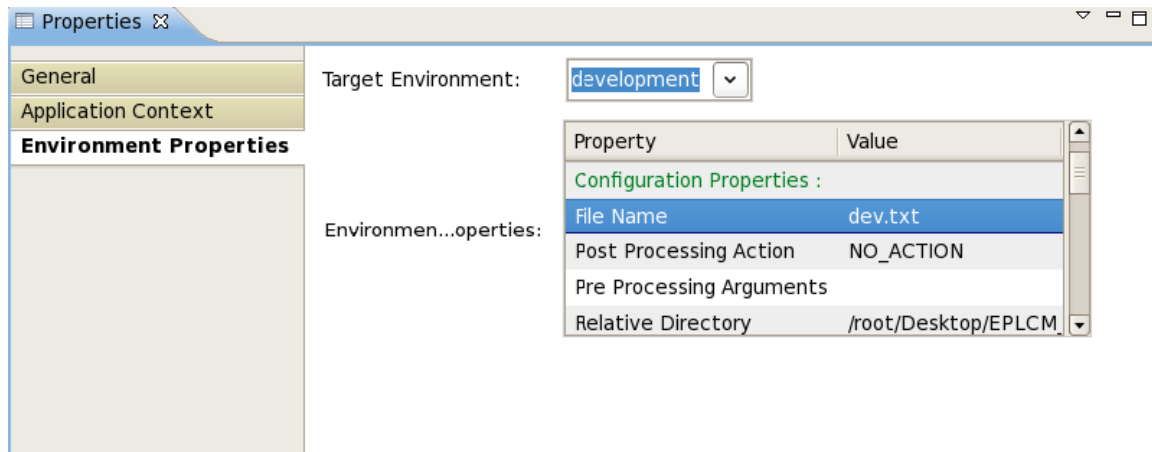 Properties
General
Application Context
Environment Properties
Target Environment: development
Environmen...operties:
Property Value
Configuration Properties :
File Name dev.txt
Post Processing Action NO_ACTION
Pre Processing Arguments
Relative Directory /root/Desktop/EPLCM_